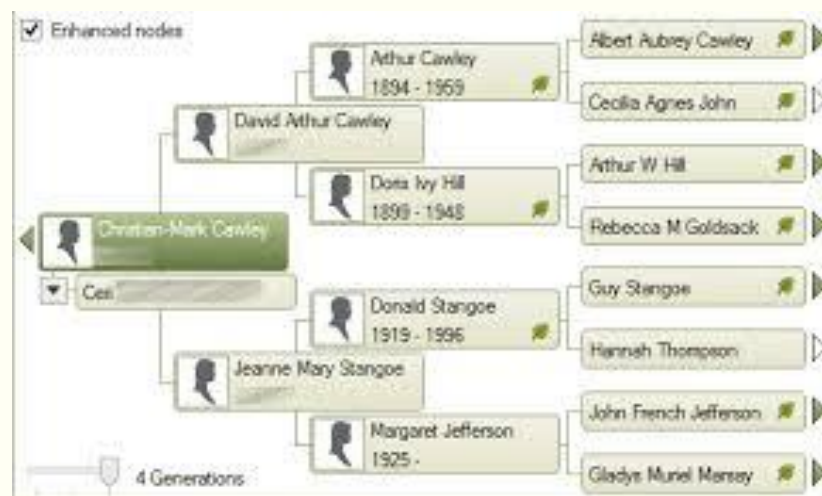 Enhanced nodes
Albert Aubrey Cawley
Arthur Cawley
1894 - 1959
Cecilia Agnes John
David Arthur Cawley
Arthur W Hill
Doris Ivy Hill
1899 - 1948
Rebecca M Goldsack
Christian-Mark Cawley
Ceri
Guy Stangoe
Donald Stangoe
1919 - 1996
Hannah Thompson
Jeanne Mary Stangoe
John French Jefferson
Margaret Jefferson
1925 -
Gladys Muriel Marsay
4 Generations